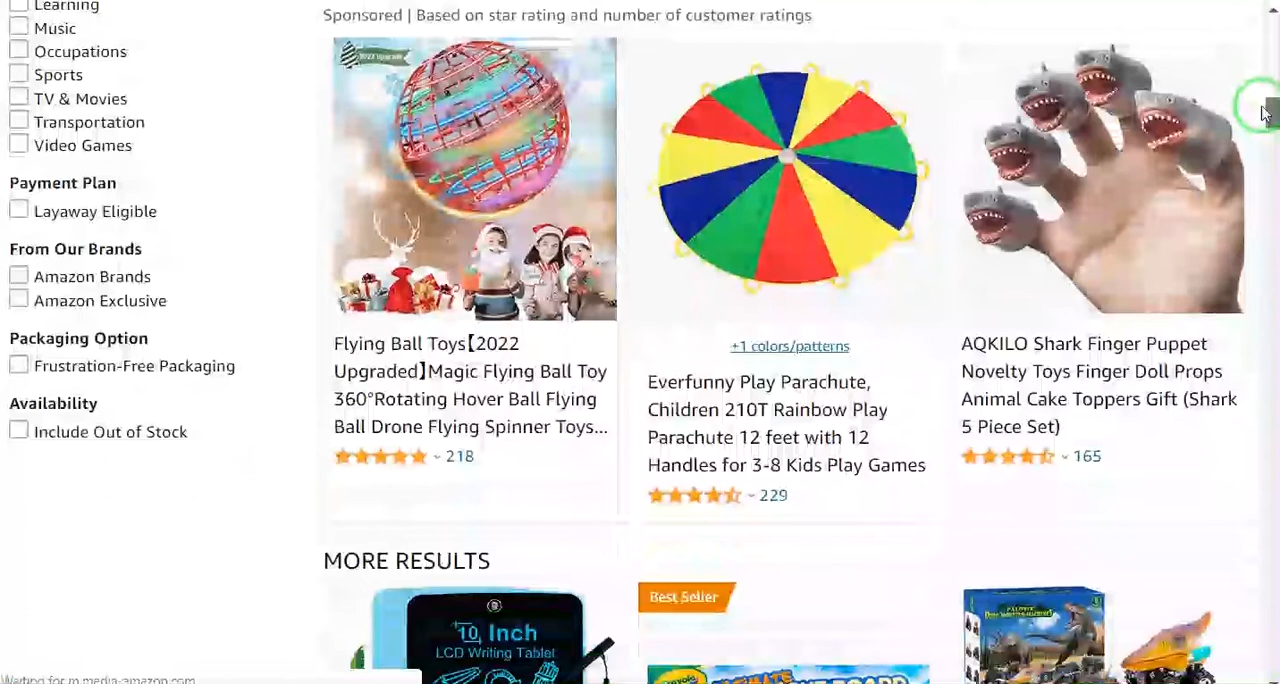 Learning
Music
Occupations
Sports
TV & Movies
Transportation
Video Games
Payment Plan
Layaway Eligible
From Our Brands
Amazon Brands
Amazon Exclusive
Packaging Option
Frustration-Free Packaging
Availability
Include Out of Stock
Sponsored | Based on star rating and number of customer ratings
Flying Ball Toys【2022
Upgraded】Magic Flying Ball Toy
360°Rotating Hover Ball Flying
Ball Drone Flying Spinner Toys...
218
+1 colors/patterns
Everfunny Play Parachute,
Children 210T Rainbow Play
Parachute 12 feet with 12
Handles for 3-8 Kids Play Games
229
AQKILO Shark Finger Puppet
Novelty Toys Finger Doll Props
Animal Cake Toppers Gift (Shark
5 Piece Set)
165
MORE RESULTS
10 Inch
LCD Writing Tablet
Best Seller
Crayola
Waiting for m.media-amazon.com